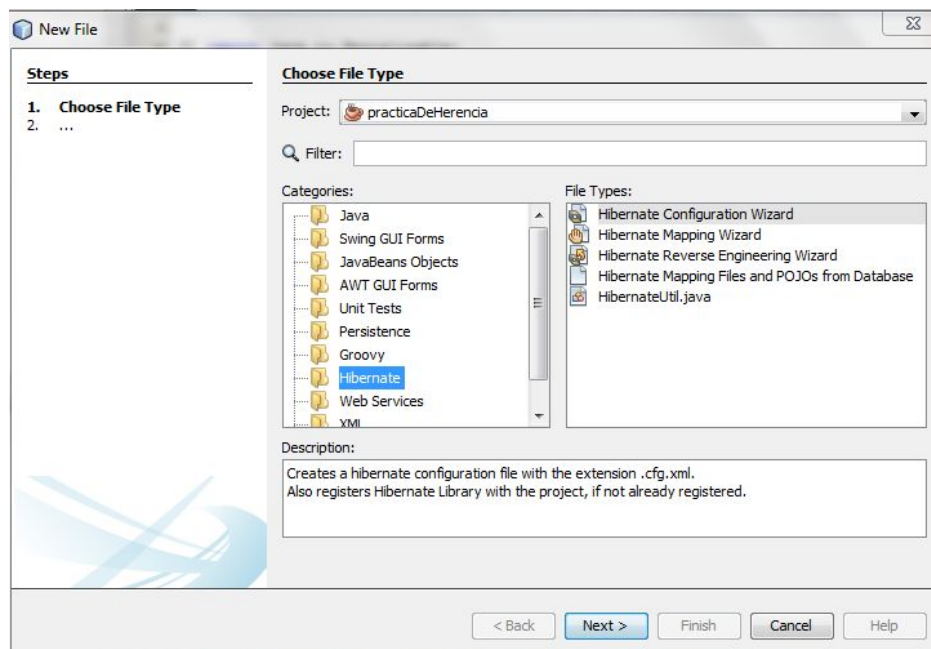 New File
Steps
1. Choose File Type
2. ...
Choose File Type
Project: practicaDeHerencia
Filter:
Categories:
Java
Swing GUI Forms
JavaBeans Objects
AWT GUI Forms
Unit Tests
Persistence
Groovy
Hibernate
Web Services
XML
File Types:
Hibernate Configuration Wizard
Hibernate Mapping Wizard
Hibernate Reverse Engineering Wizard
Hibernate Mapping Files and POJOs from Database
HibernateUtil.java
Description:
Creates a hibernate configuration file with the extension .cfg.xml.
Also registers Hibernate Library with the project, if not already registered.
< Back Next > Finish Cancel Help